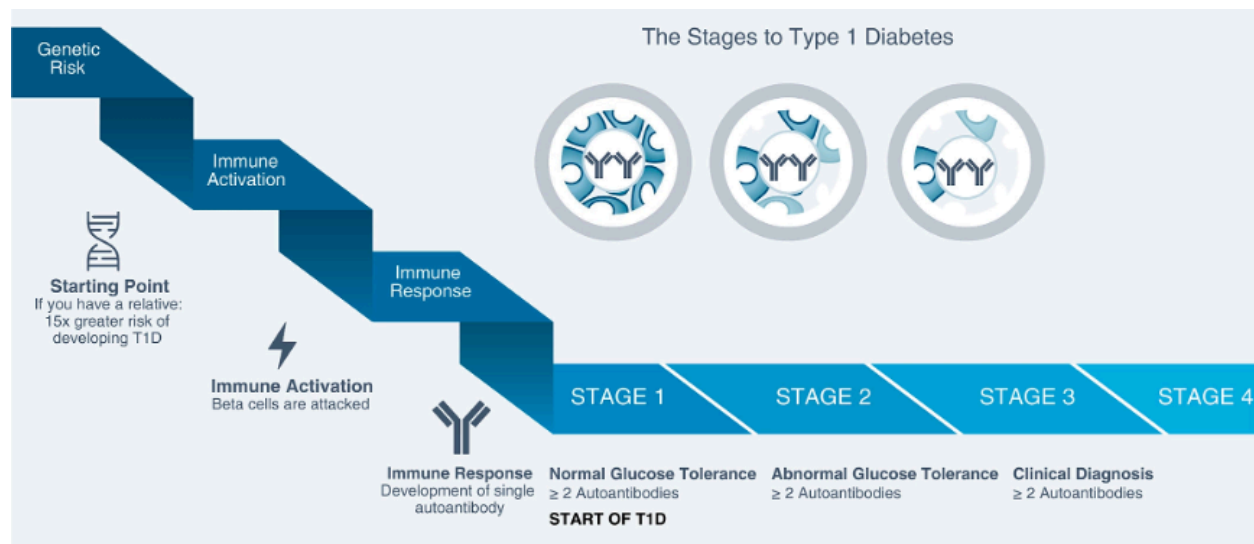 The Stages to Type 1 Diabetes
Genetic
Risk
Immune
Activation
Immune
Response
Starting Point
If you have a relative:
15x greater risk of
developing T1D
Immune Activation
Beta cells are attacked
Immune Response
Development of single
autoantibody
STAGE 1
STAGE 2
STAGE 3
STAGE 4
Normal Glucose Tolerance
≥ 2 Autoantibodies
START OF T1D
Abnormal Glucose Tolerance
≥ 2 Autoantibodies
Clinical Diagnosis
≥ 2 Autoantibodies